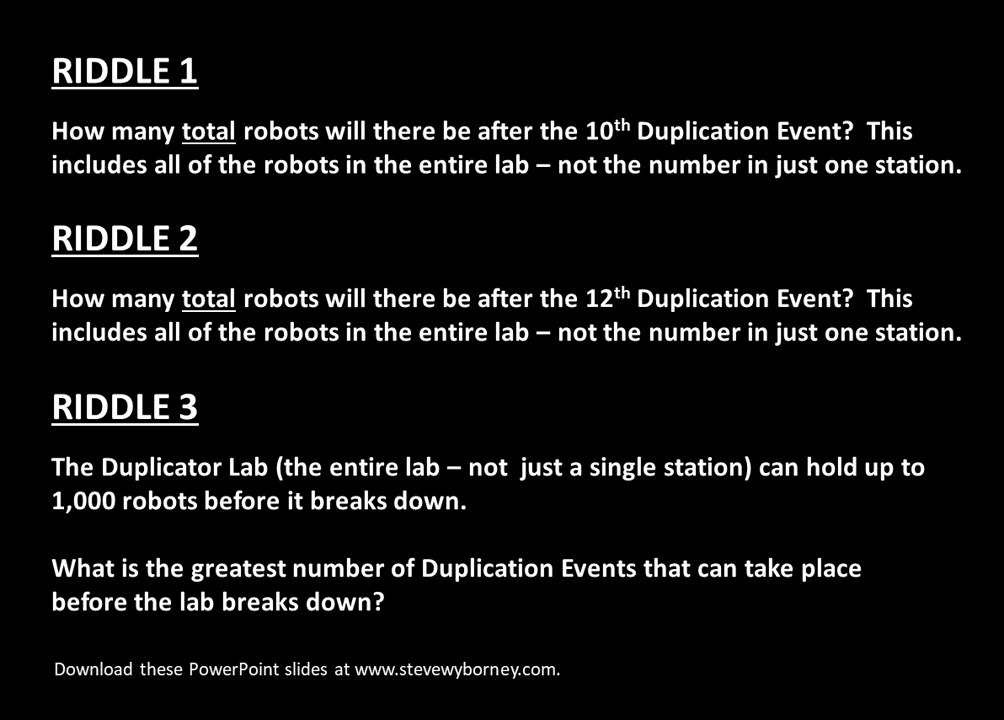 RIDDLE 1
How many total robots will there be after the 10th Duplication Event?  This
includes all of the robots in the entire lab – not the number in just one station.
RIDDLE 2
How many total robots will there be after the 12th Duplication Event?  This
includes all of the robots in the entire lab – not the number in just one station.
RIDDLE 3
The Duplicator Lab (the entire lab – not  just a single station) can hold up to
1,000 robots before it breaks down.
What is the greatest number of Duplication Events that can take place
before the lab breaks down?
Download these PowerPoint slides at www.stevewyborney.com.